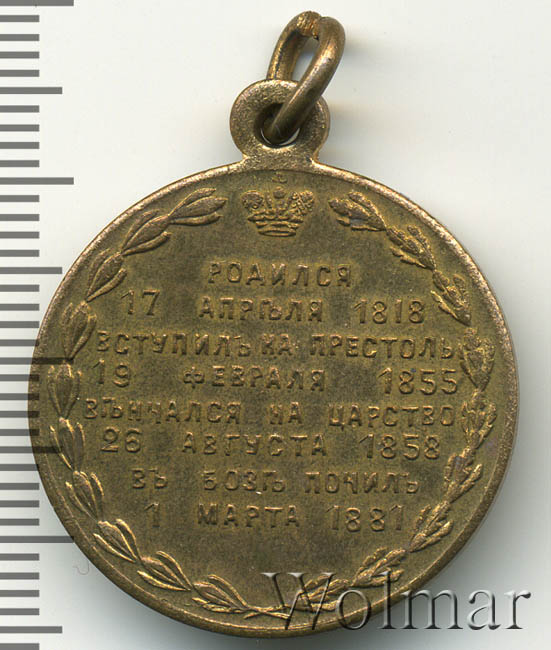 РОДИЛСЯ
17 АПРѢЛЯ 1818
ВСТУПИЛЪ НА ПРЕСТОЛЪ
19 ФЕВРАЛЯ 1855
ВѢНЧАЛСЯ НА ЦАРСТВО
26 АВГУСТА 1858
ВЪ БОЗѢ ПОЧИЛЪ
1 МАРТА 1881
Wolmar